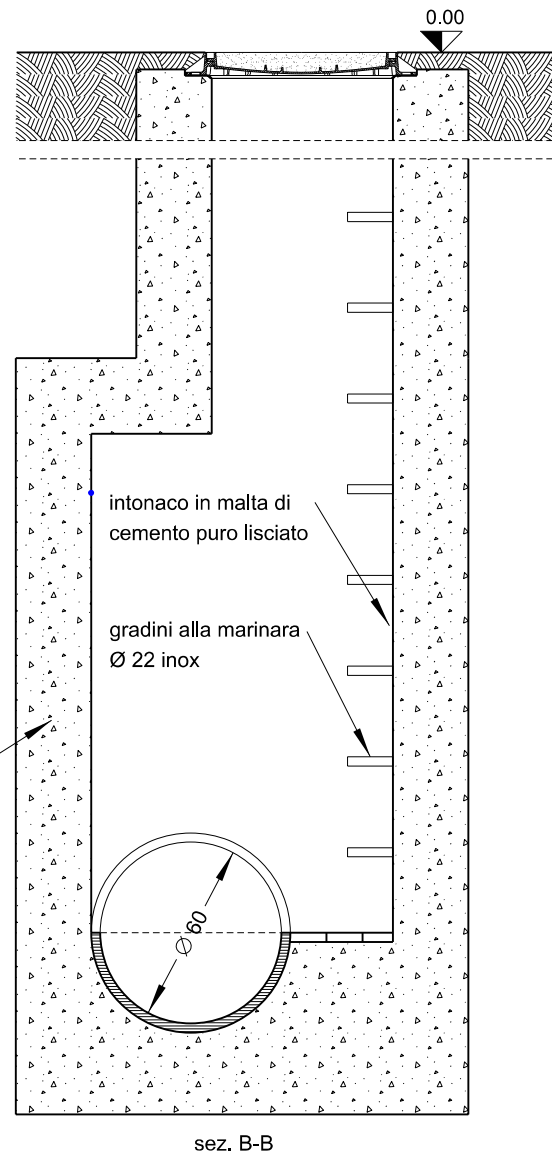 0.00
intonaco in malta di
cemento puro lisciato
gradini alla marinara
Ø 22 inox
Ø 60
sez. B-B